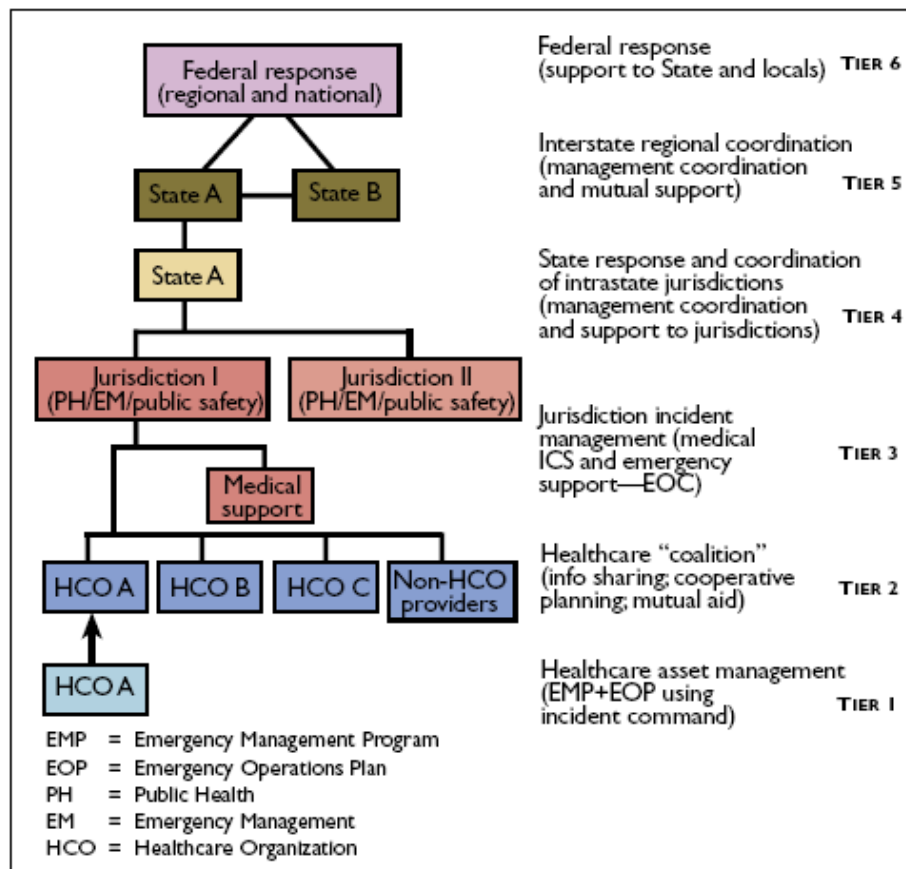 Federal response
(regional and national)
Federal response
(support to State and locals) TIER 6
State A
State B
Interstate regional coordination
(management coordination
and mutual support) TIER 5
State A
State response and coordination
of intrastate jurisdictions
(management coordination
and support to jurisdictions) TIER 4
Jurisdiction I
(PH/EM/public safety)
Jurisdiction II
(PH/EM/public safety)
Medical
support
Jurisdiction incident
management (medical
ICS and emergency
support—EOC) TIER 3
HCO A
HCO B
HCO C
Non-HCO
providers
Healthcare “coalition”
(info sharing; cooperative
planning; mutual aid) TIER 2
HCO A
Healthcare asset management
(EMP+EOP using
incident command) TIER 1
EMP = Emergency Management Program
EOP = Emergency Operations Plan
PH = Public Health
EM = Emergency Management
HCO = Healthcare Organization